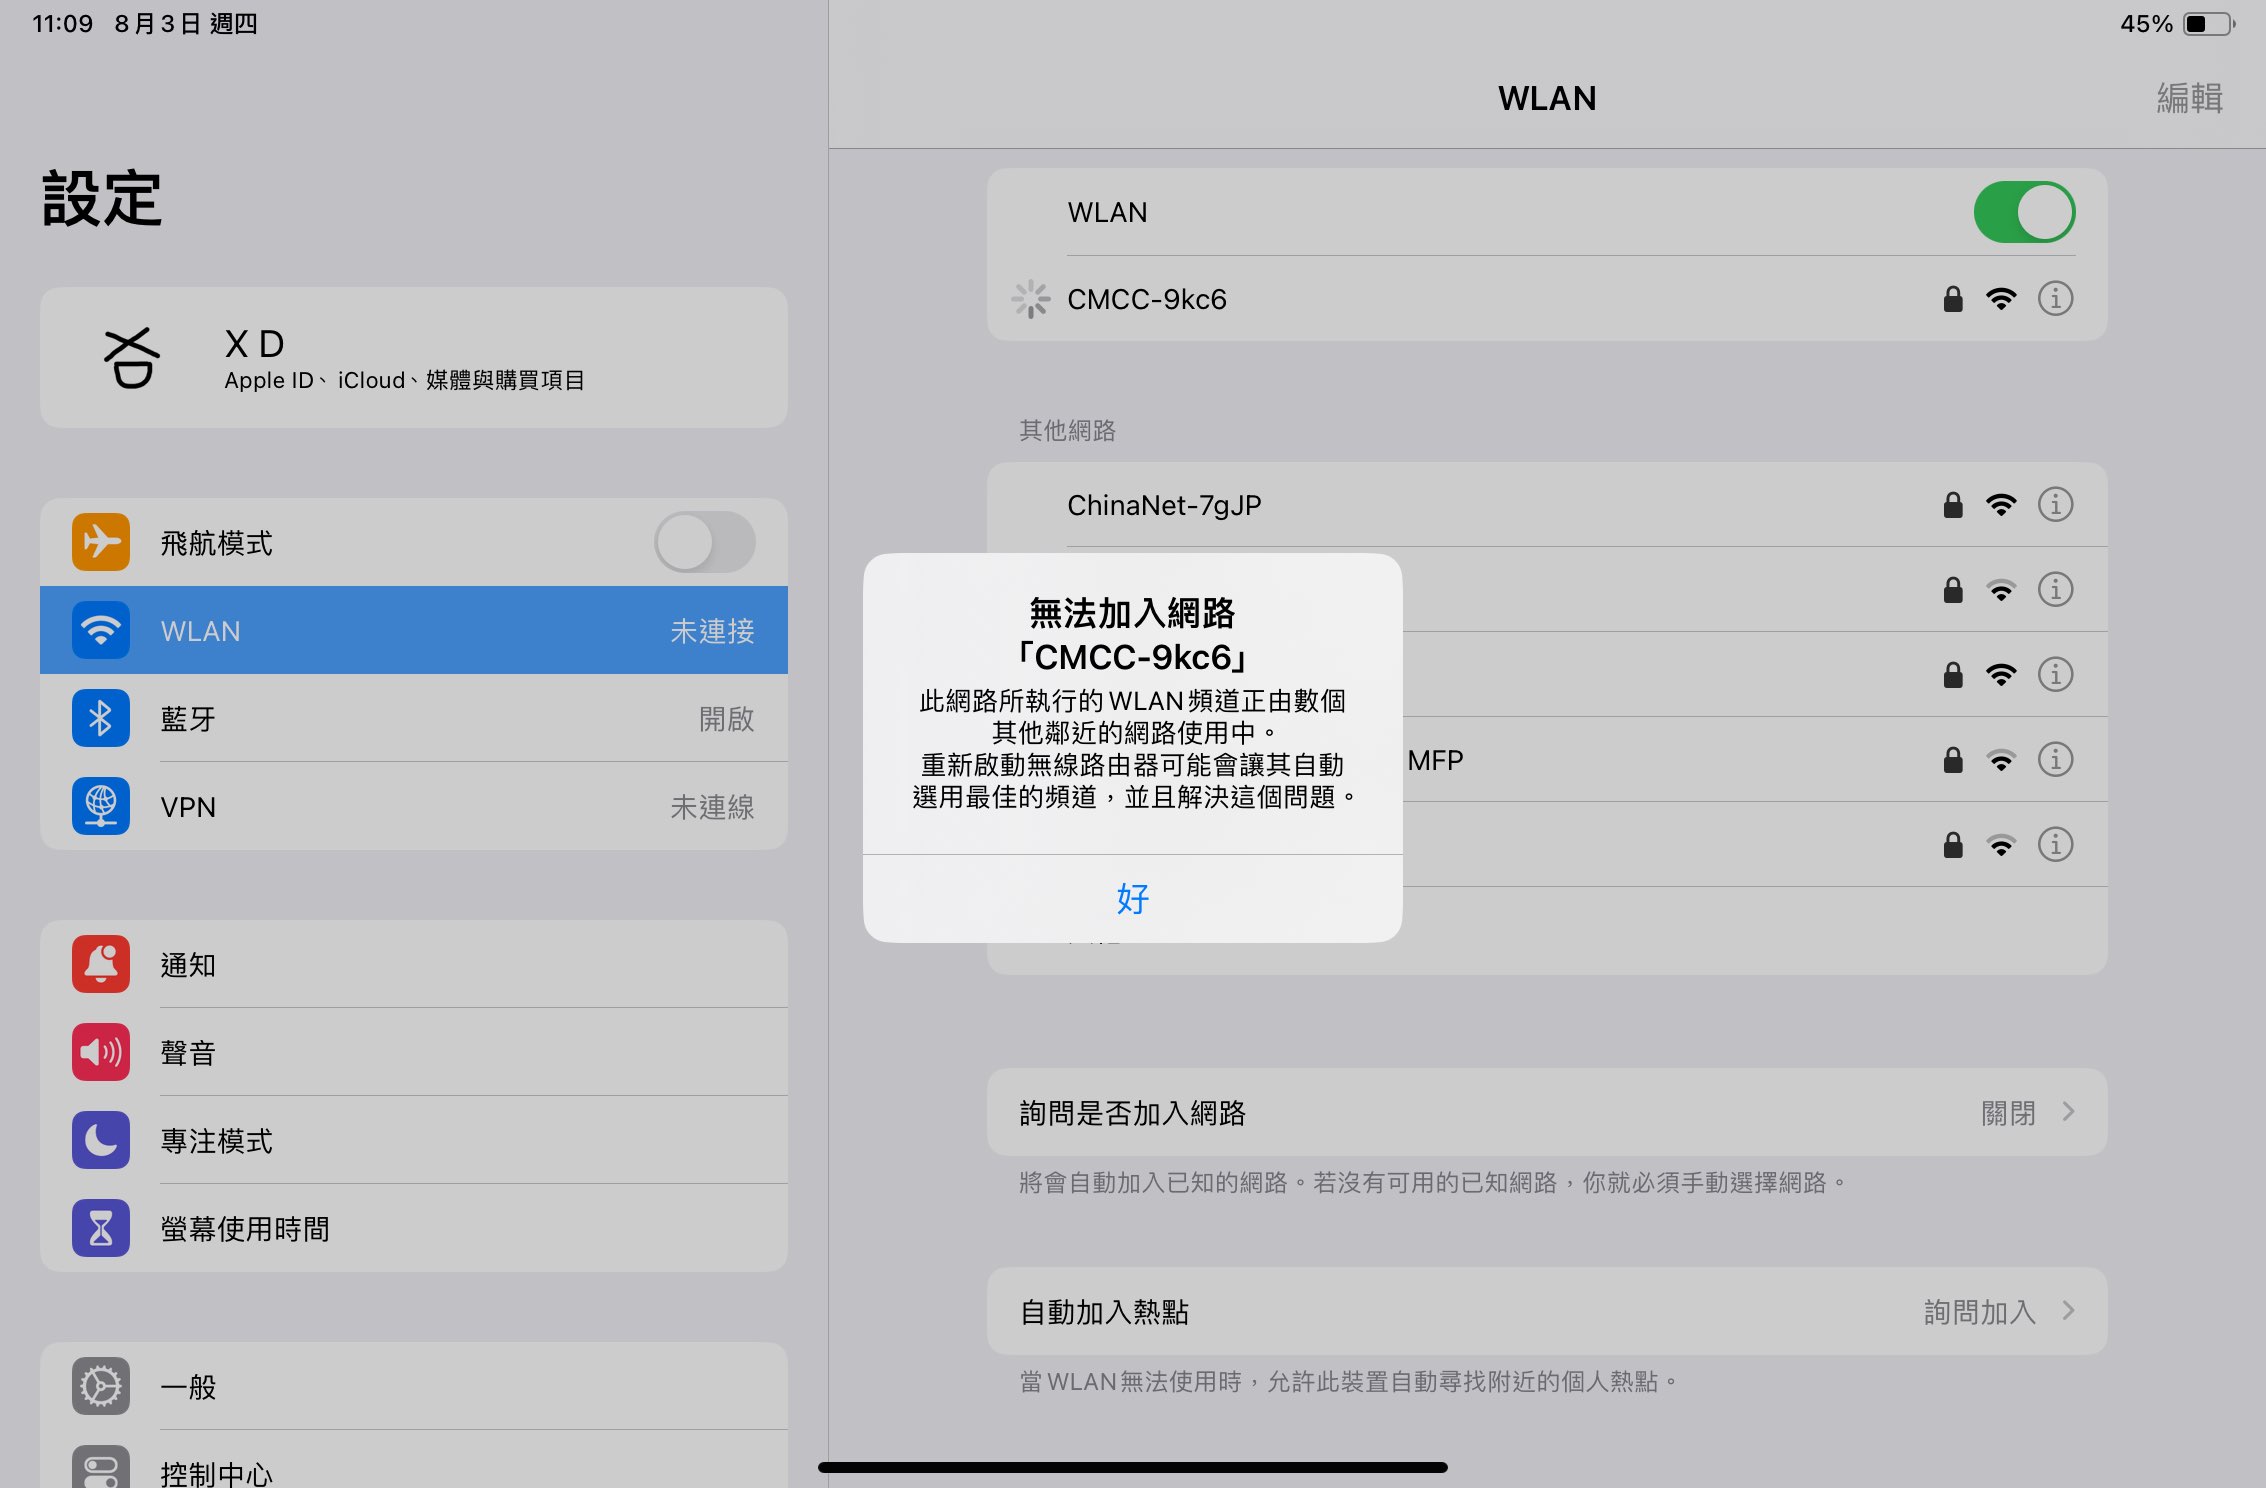 11:09 8月3日 週四
45%
設定
X D
Apple ID、iCloud、媒體與購買項目
飛航模式
WLAN 未連接
藍牙 開啟
VPN 未連線
通知
聲音
專注模式
螢幕使用時間
一般
控制中心
WLAN
編輯
WLAN
CMCC-9kc6
其他網路
ChinaNet-7gJP
MFP
無法加入網路
「CMCC-9kc6」
此網路所執行的WLAN頻道正由數個
其他鄰近的網路使用中。
重新啟動無線路由器可能會讓其自動
選用最佳的頻道，並且解決這個問題。
好
詢問是否加入網路 關閉
將會自動加入已知的網路。若沒有可用的已知網路，你就必須手動選擇網路。
自動加入熱點 詢問加入
當WLAN無法使用時，允許此裝置自動尋找附近的個人熱點。